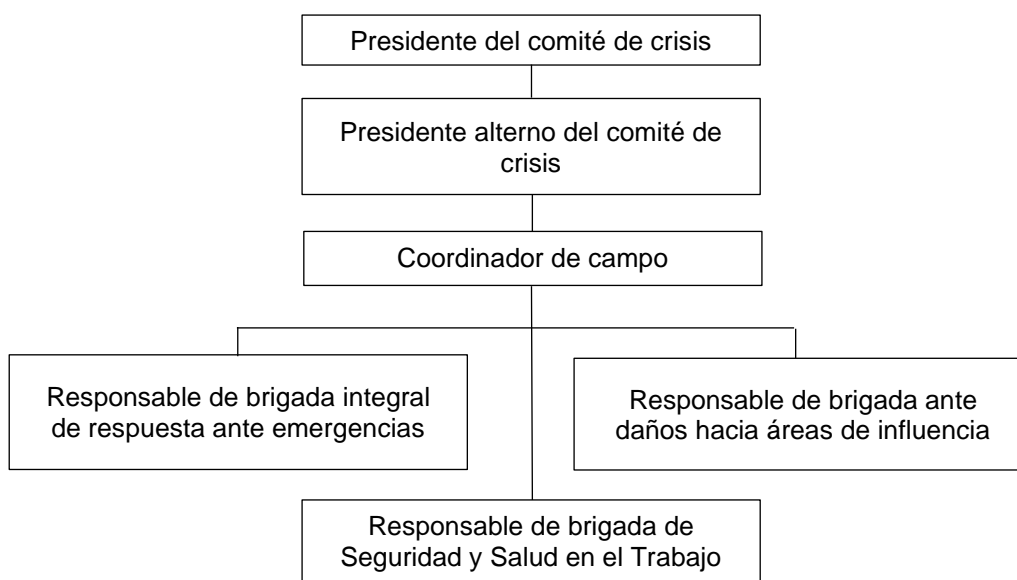 Presidente del comité de crisis
Presidente alterno del comité de
crisis
Coordinador de campo
Responsable de brigada integral
de respuesta ante emergencias
Responsable de brigada ante
daños hacia áreas de influencia
Responsable de brigada de
Seguridad y Salud en el Trabajo